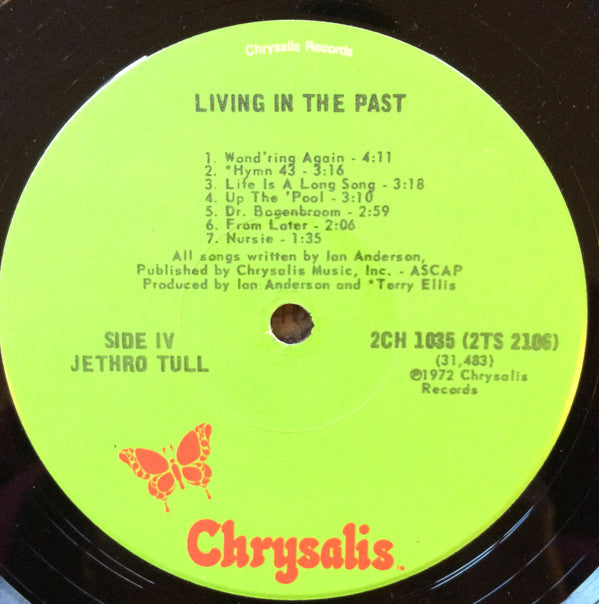 Chrysalis Records
LIVING IN THE PAST
1. Wond'ring Again - 4:11
2. *Hymn 43 - 3:16
3. Life Is A Long Song - 3:18
4. Up The 'Pool - 3:10
5. Dr. Bogenbroom - 2:59
6. From Later - 2:06
7. Nursie - 1:35
All songs written by Ian Anderson,
Published by Chrysalis Music, Inc. - ASCAP
Produced by Ian Anderson and *Terry Ellis
SIDE IV
JETHRO TULL
2CH 1035 (2TS 2106)
(31,483)
℗1972 Chrysalis
Records
Chrysalis™